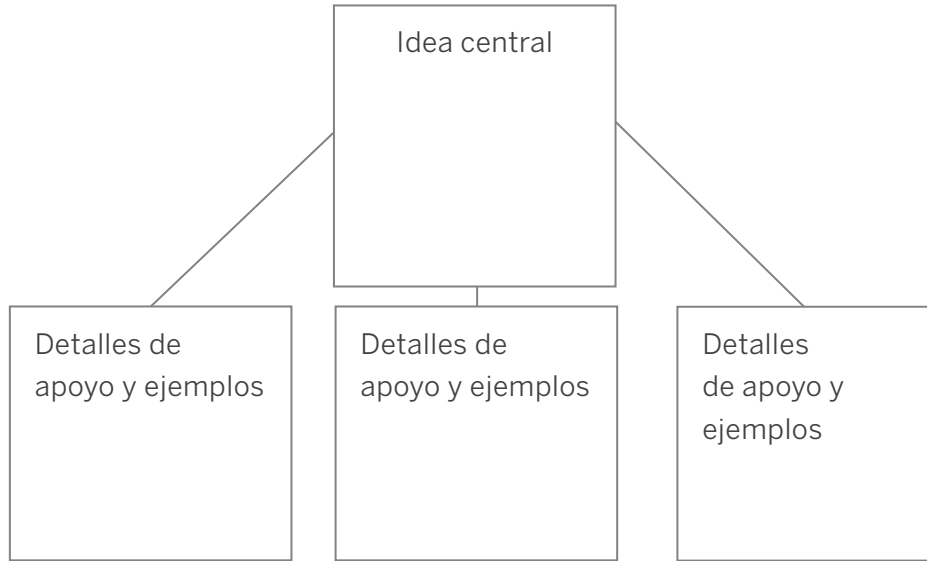 Idea central
Detalles de
apoyo y ejemplos
Detalles de
apoyo y ejemplos
Detalles
de apoyo y
ejemplos